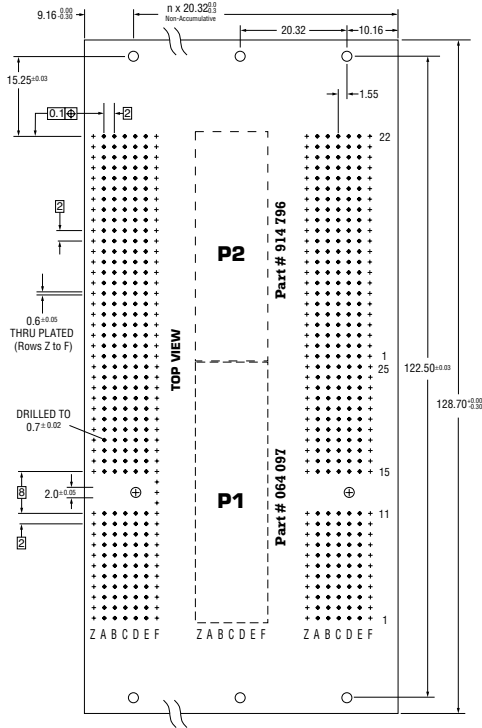 9.16 +0.00 -0.30
n x 20.32 0.0 0.3
Non-Accumulative
20.32
10.16
15.25±0.03
1.55
0.1
2
22
2
P2
Part # 914 796
0.6±0.05
THRU PLATED
(Rows Z to F)
TOP VIEW
1
25
122.50±0.03
128.70 +0.00 -0.30
DRILLED TO
0.7±0.02
15
8
2.0±0.05
P1
Part # 064 097
11
2
1
Z A B C D E F
Z A B C D E F
Z A B C D E F